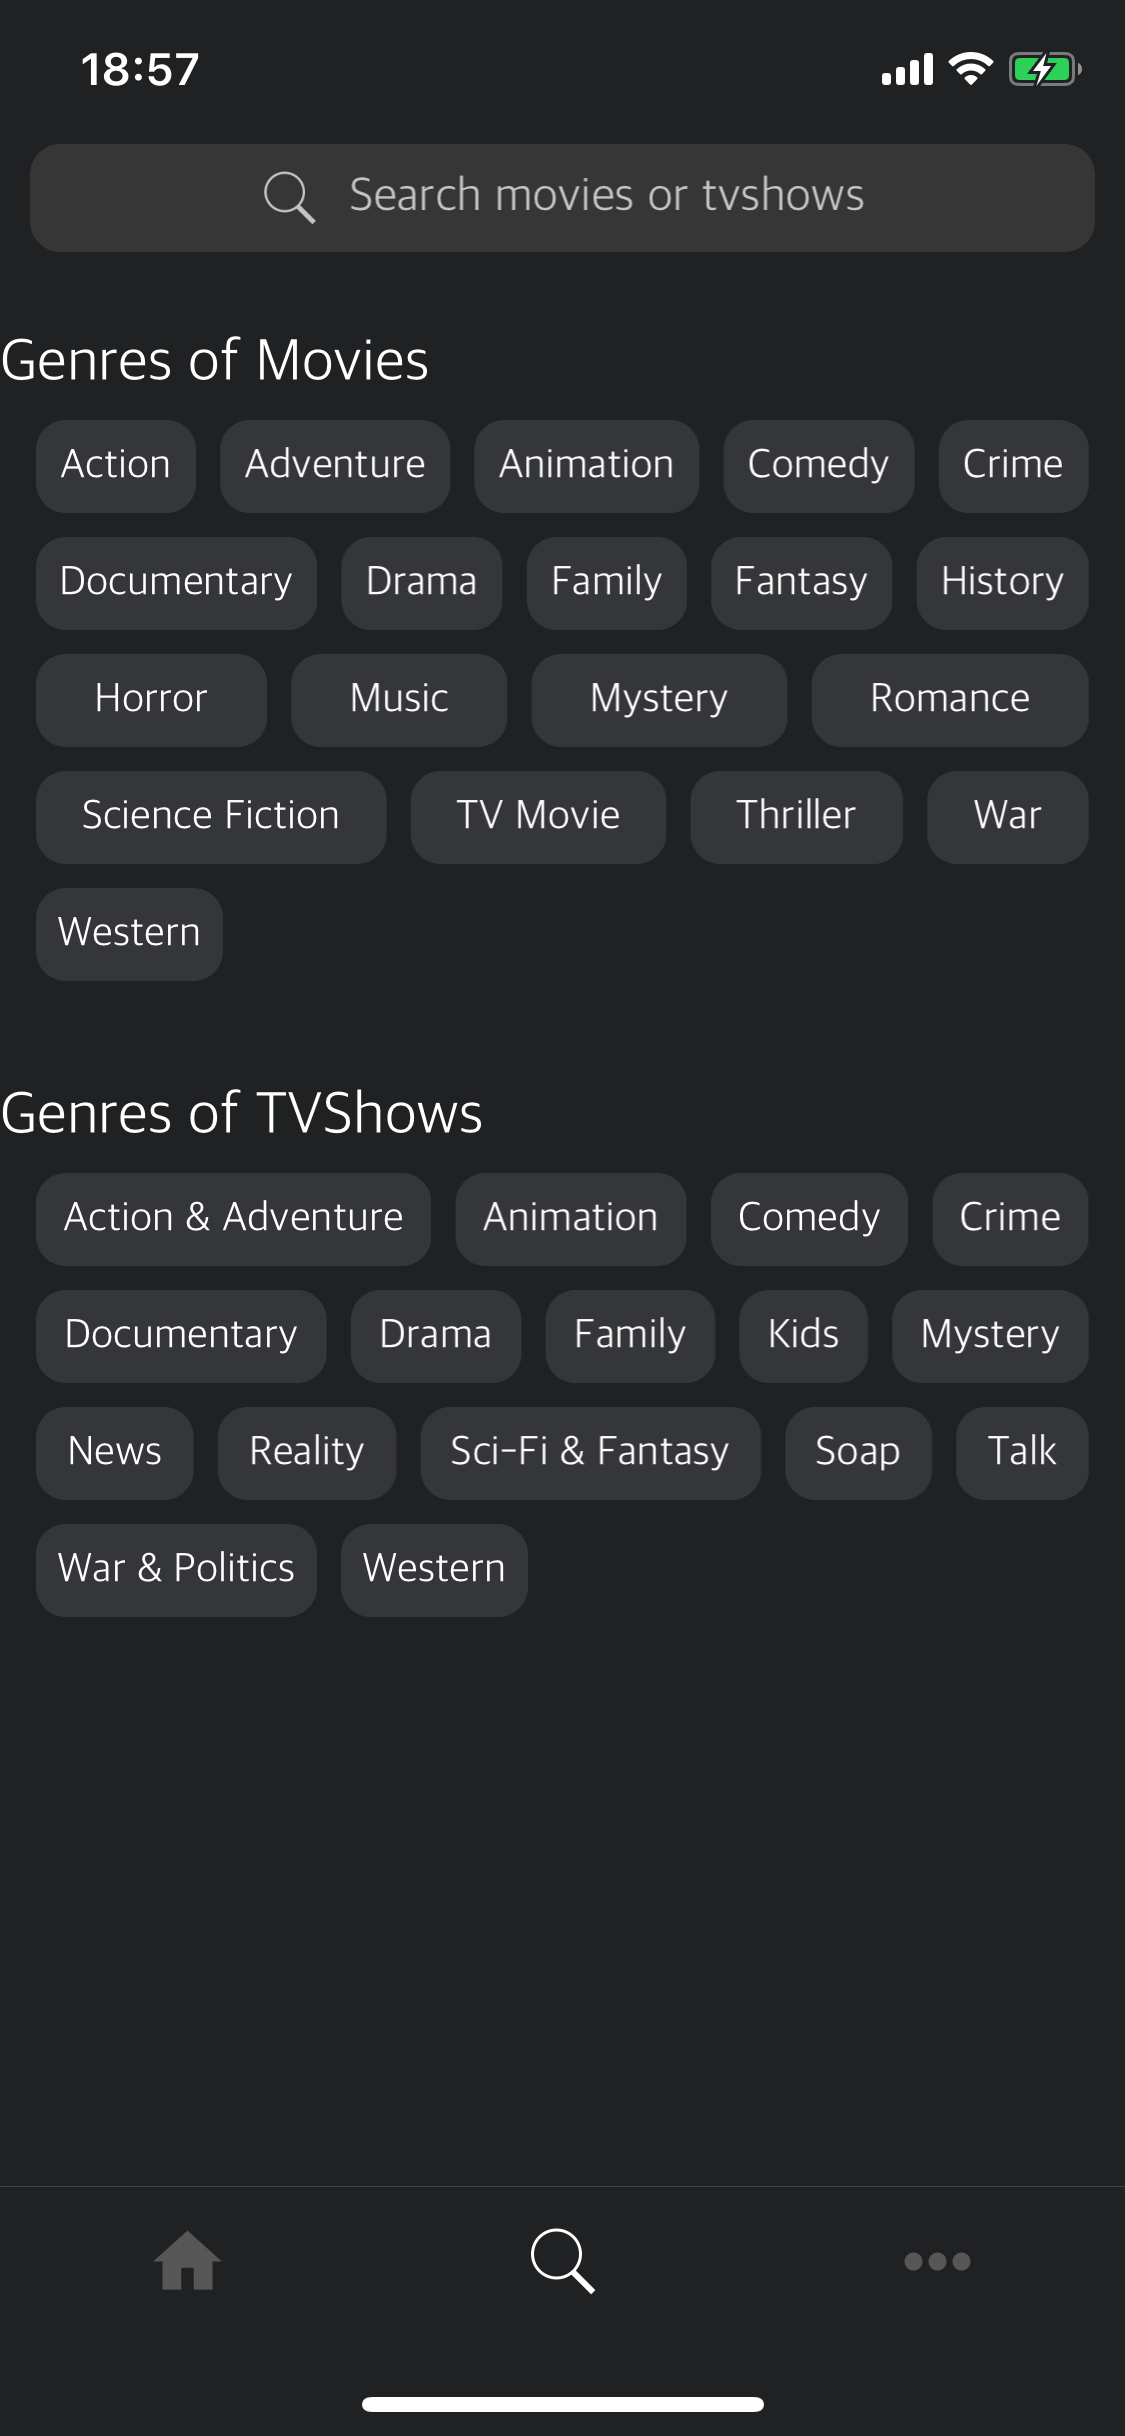 18:57
Search movies or tvshows
Genres of Movies
Action Adventure Animation Comedy Crime
Documentary Drama Family Fantasy History
Horror Music Mystery Romance
Science Fiction TV Movie Thriller War
Western
Genres of TVShows
Action & Adventure Animation Comedy Crime
Documentary Drama Family Kids Mystery
News Reality Sci-Fi & Fantasy Soap Talk
War & Politics Western